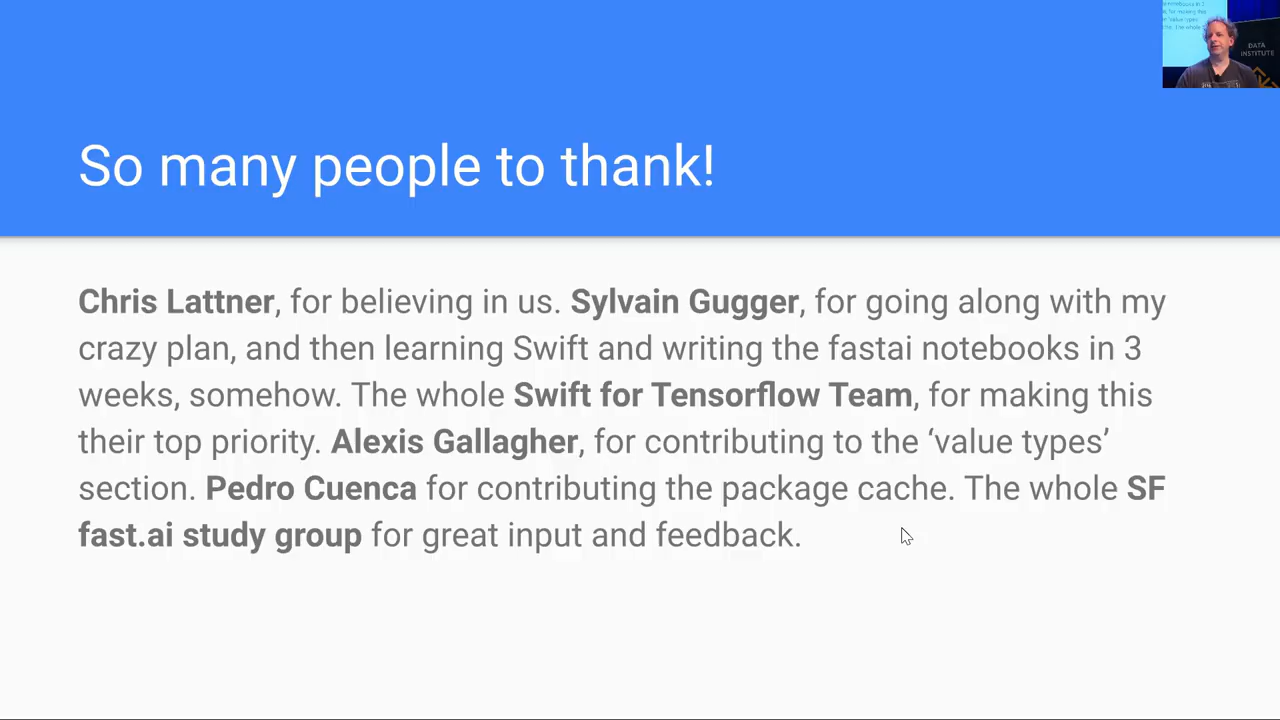 So many people to thank!
Chris Lattner, for believing in us. Sylvain Gugger, for going along with my
crazy plan, and then learning Swift and writing the fastai notebooks in 3
weeks, somehow. The whole Swift for Tensorflow Team, for making this
their top priority. Alexis Gallagher, for contributing to the ‘value types’
section. Pedro Cuenca for contributing the package cache. The whole SF
fast.ai study group for great input and feedback.
DATA
INSTITUTE